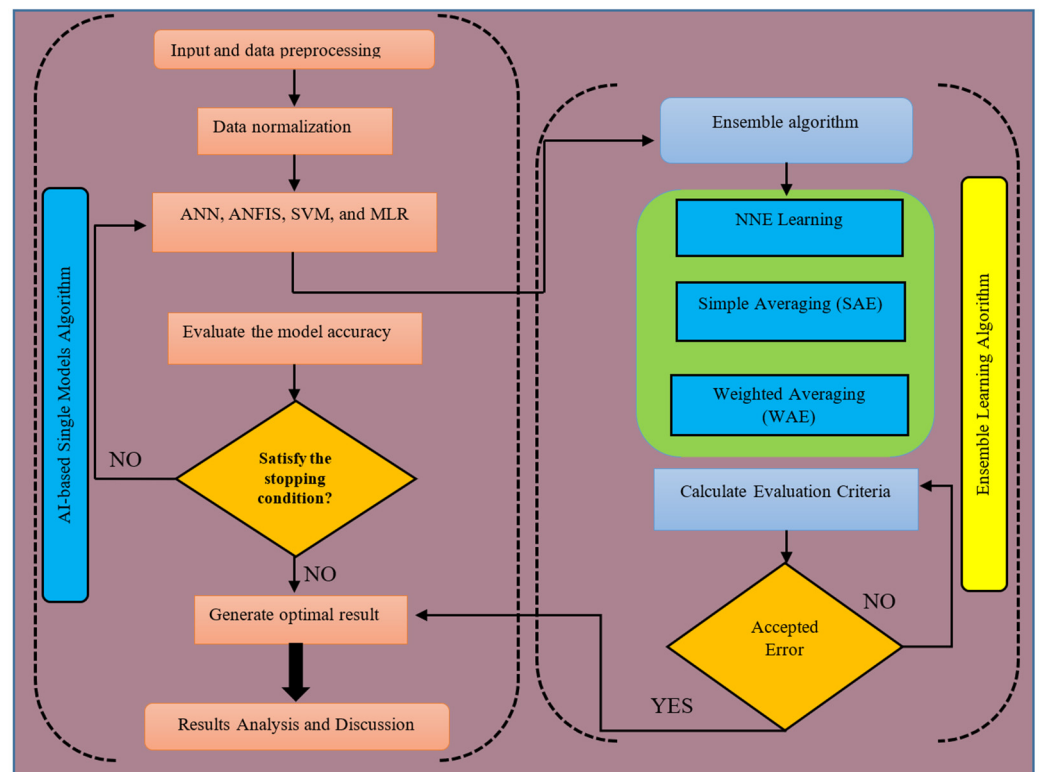 Input and data preprocessing
Data normalization
ANN, ANFIS, SVM, and MLR
Evaluate the model accuracy
Satisfy the
stopping
condition?
NO
NO
Generate optimal result
Results Analysis and Discussion
AI-based Single Models Algorithm
Ensemble algorithm
NNE Learning
Simple Averaging (SAE)
Weighted Averaging
(WAE)
Calculate Evaluation Criteria
Accepted
Error
NO
YES
Ensemble Learning Algorithm